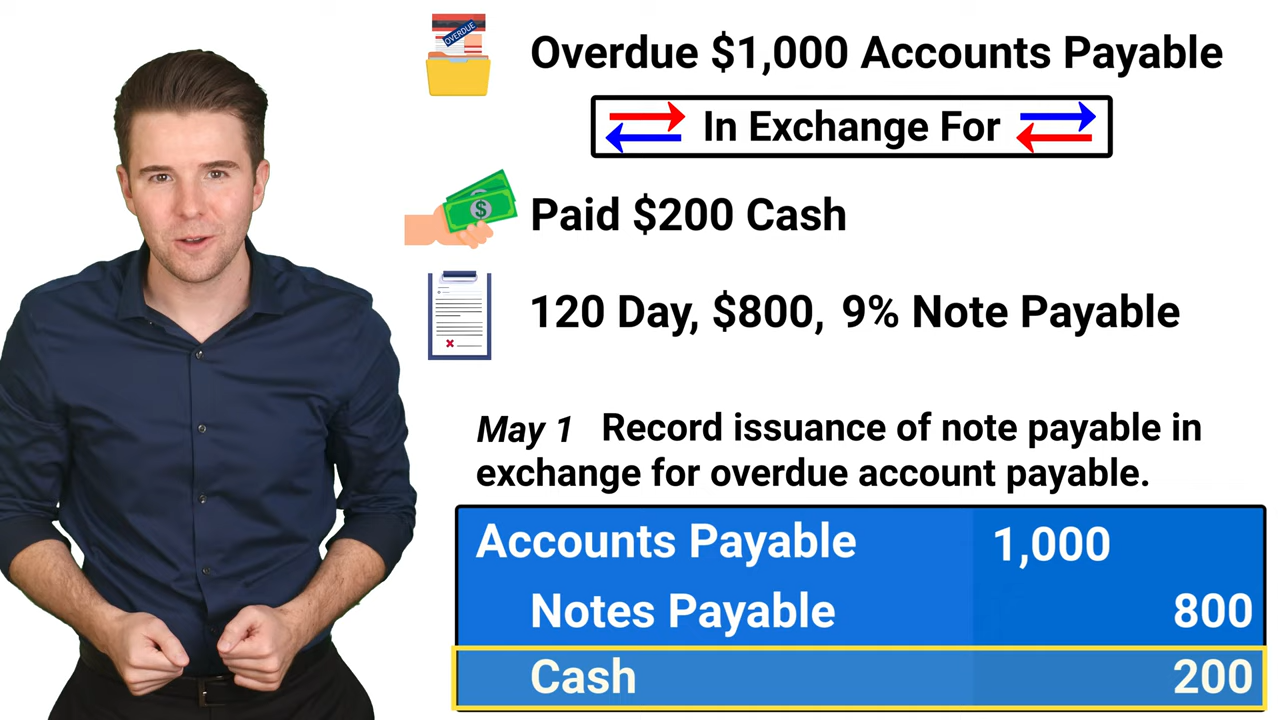 OVERDUE
Overdue $1,000 Accounts Payable
In Exchange For
$
Paid $200 Cash
120 Day, $800, 9% Note Payable
May 1 Record issuance of note payable in
exchange for overdue account payable.
Accounts Payable 1,000
Notes Payable 800
Cash 200